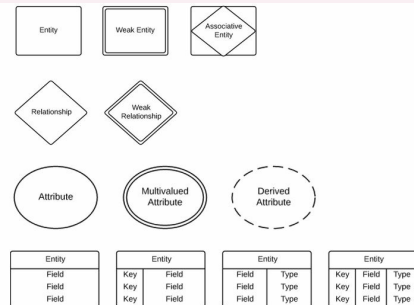 Entity
Weak Entity
Associative
Entity
Relationship
Weak
Relationship
Attribute
Multivalued
Attribute
Derived
Attribute
Entity
Field
Field
Field
Entity
Key Field
Key Field
Key Field
Entity
Field Type
Field Type
Field Type
Entity
Key Field Type
Key Field Type
Key Field Type